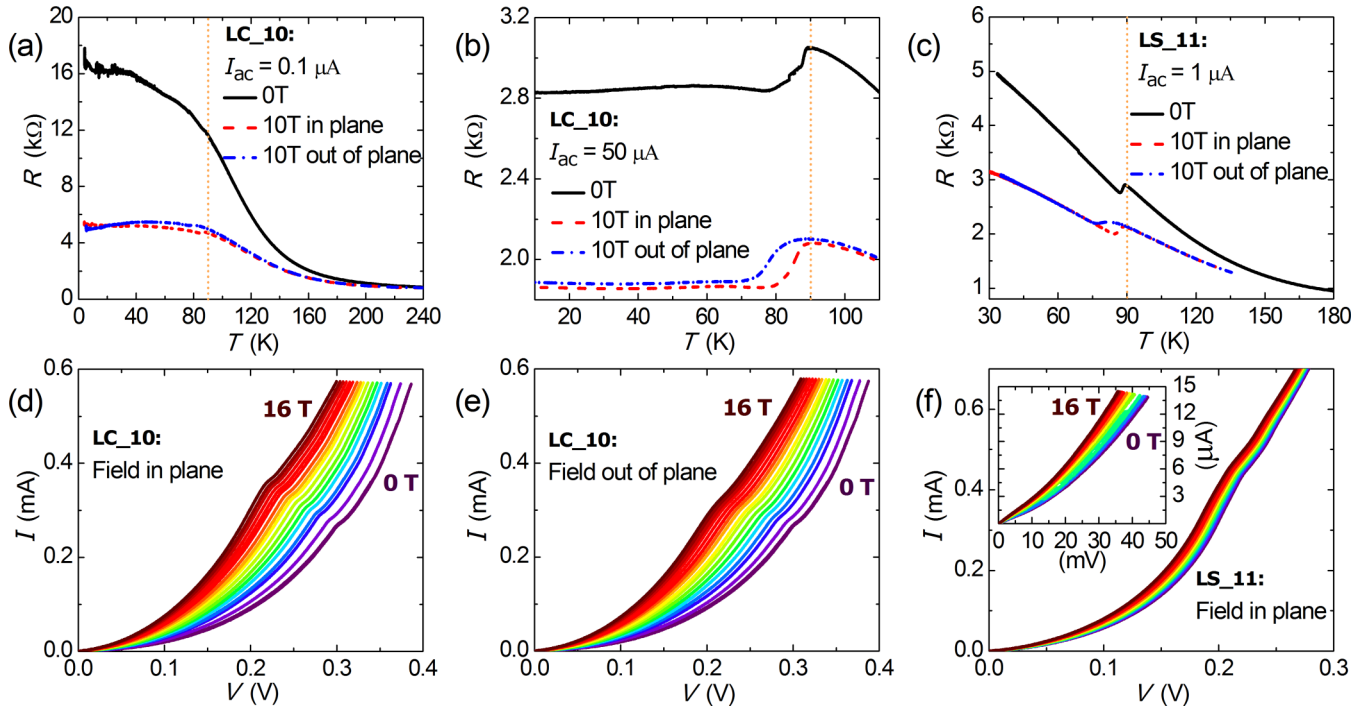 (a)
LC_10:
I_ac = 0.1 μA
0T
10T in plane
10T out of plane
R (kΩ)
20
16
12
8
4
0
0 40 80 120 160 200 240
T (K)
(b)
LC_10:
I_ac = 50 μA
0T
10T in plane
10T out of plane
R (kΩ)
3.2
2.8
2.4
2.0
20 40 60 80 100
T (K)
(c)
LS_11:
I_ac = 1 μA
0T
10T in plane
10T out of plane
R (kΩ)
6
5
4
3
2
1
30 60 90 120 150 180
T (K)
(d)
16 T
LC_10:
Field in plane
0 T
I (mA)
0.6
0.4
0.2
0.0
0.0 0.1 0.2 0.3 0.4
V (V)
(e)
16 T
LC_10:
Field out of plane
0 T
I (mA)
0.6
0.4
0.2
0.0
0.0 0.1 0.2 0.3 0.4
V (V)
(f)
16 T
0 T
15
12
9
6
3
(μA)
0 10 20 30 40 50
(mV)
LS_11:
Field in plane
I (mA)
0.6
0.4
0.2
0.0
0.0 0.1 0.2 0.3
V (V)